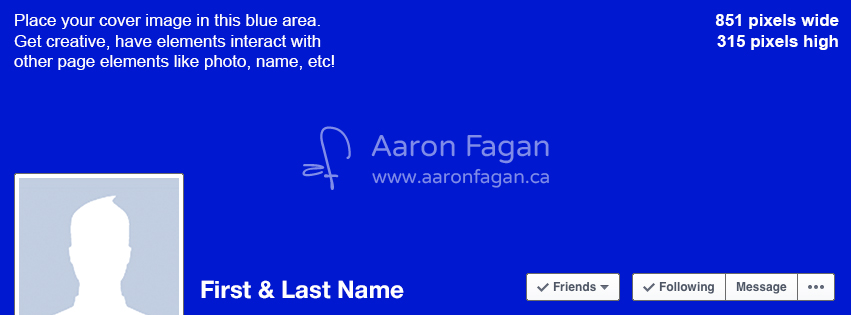 Place your cover image in this blue area.
Get creative, have elements interact with
other page elements like photo, name, etc!
851 pixels wide
315 pixels high
Aaron Fagan
www.aaronfagan.ca
First & Last Name
Friends
Following
Message